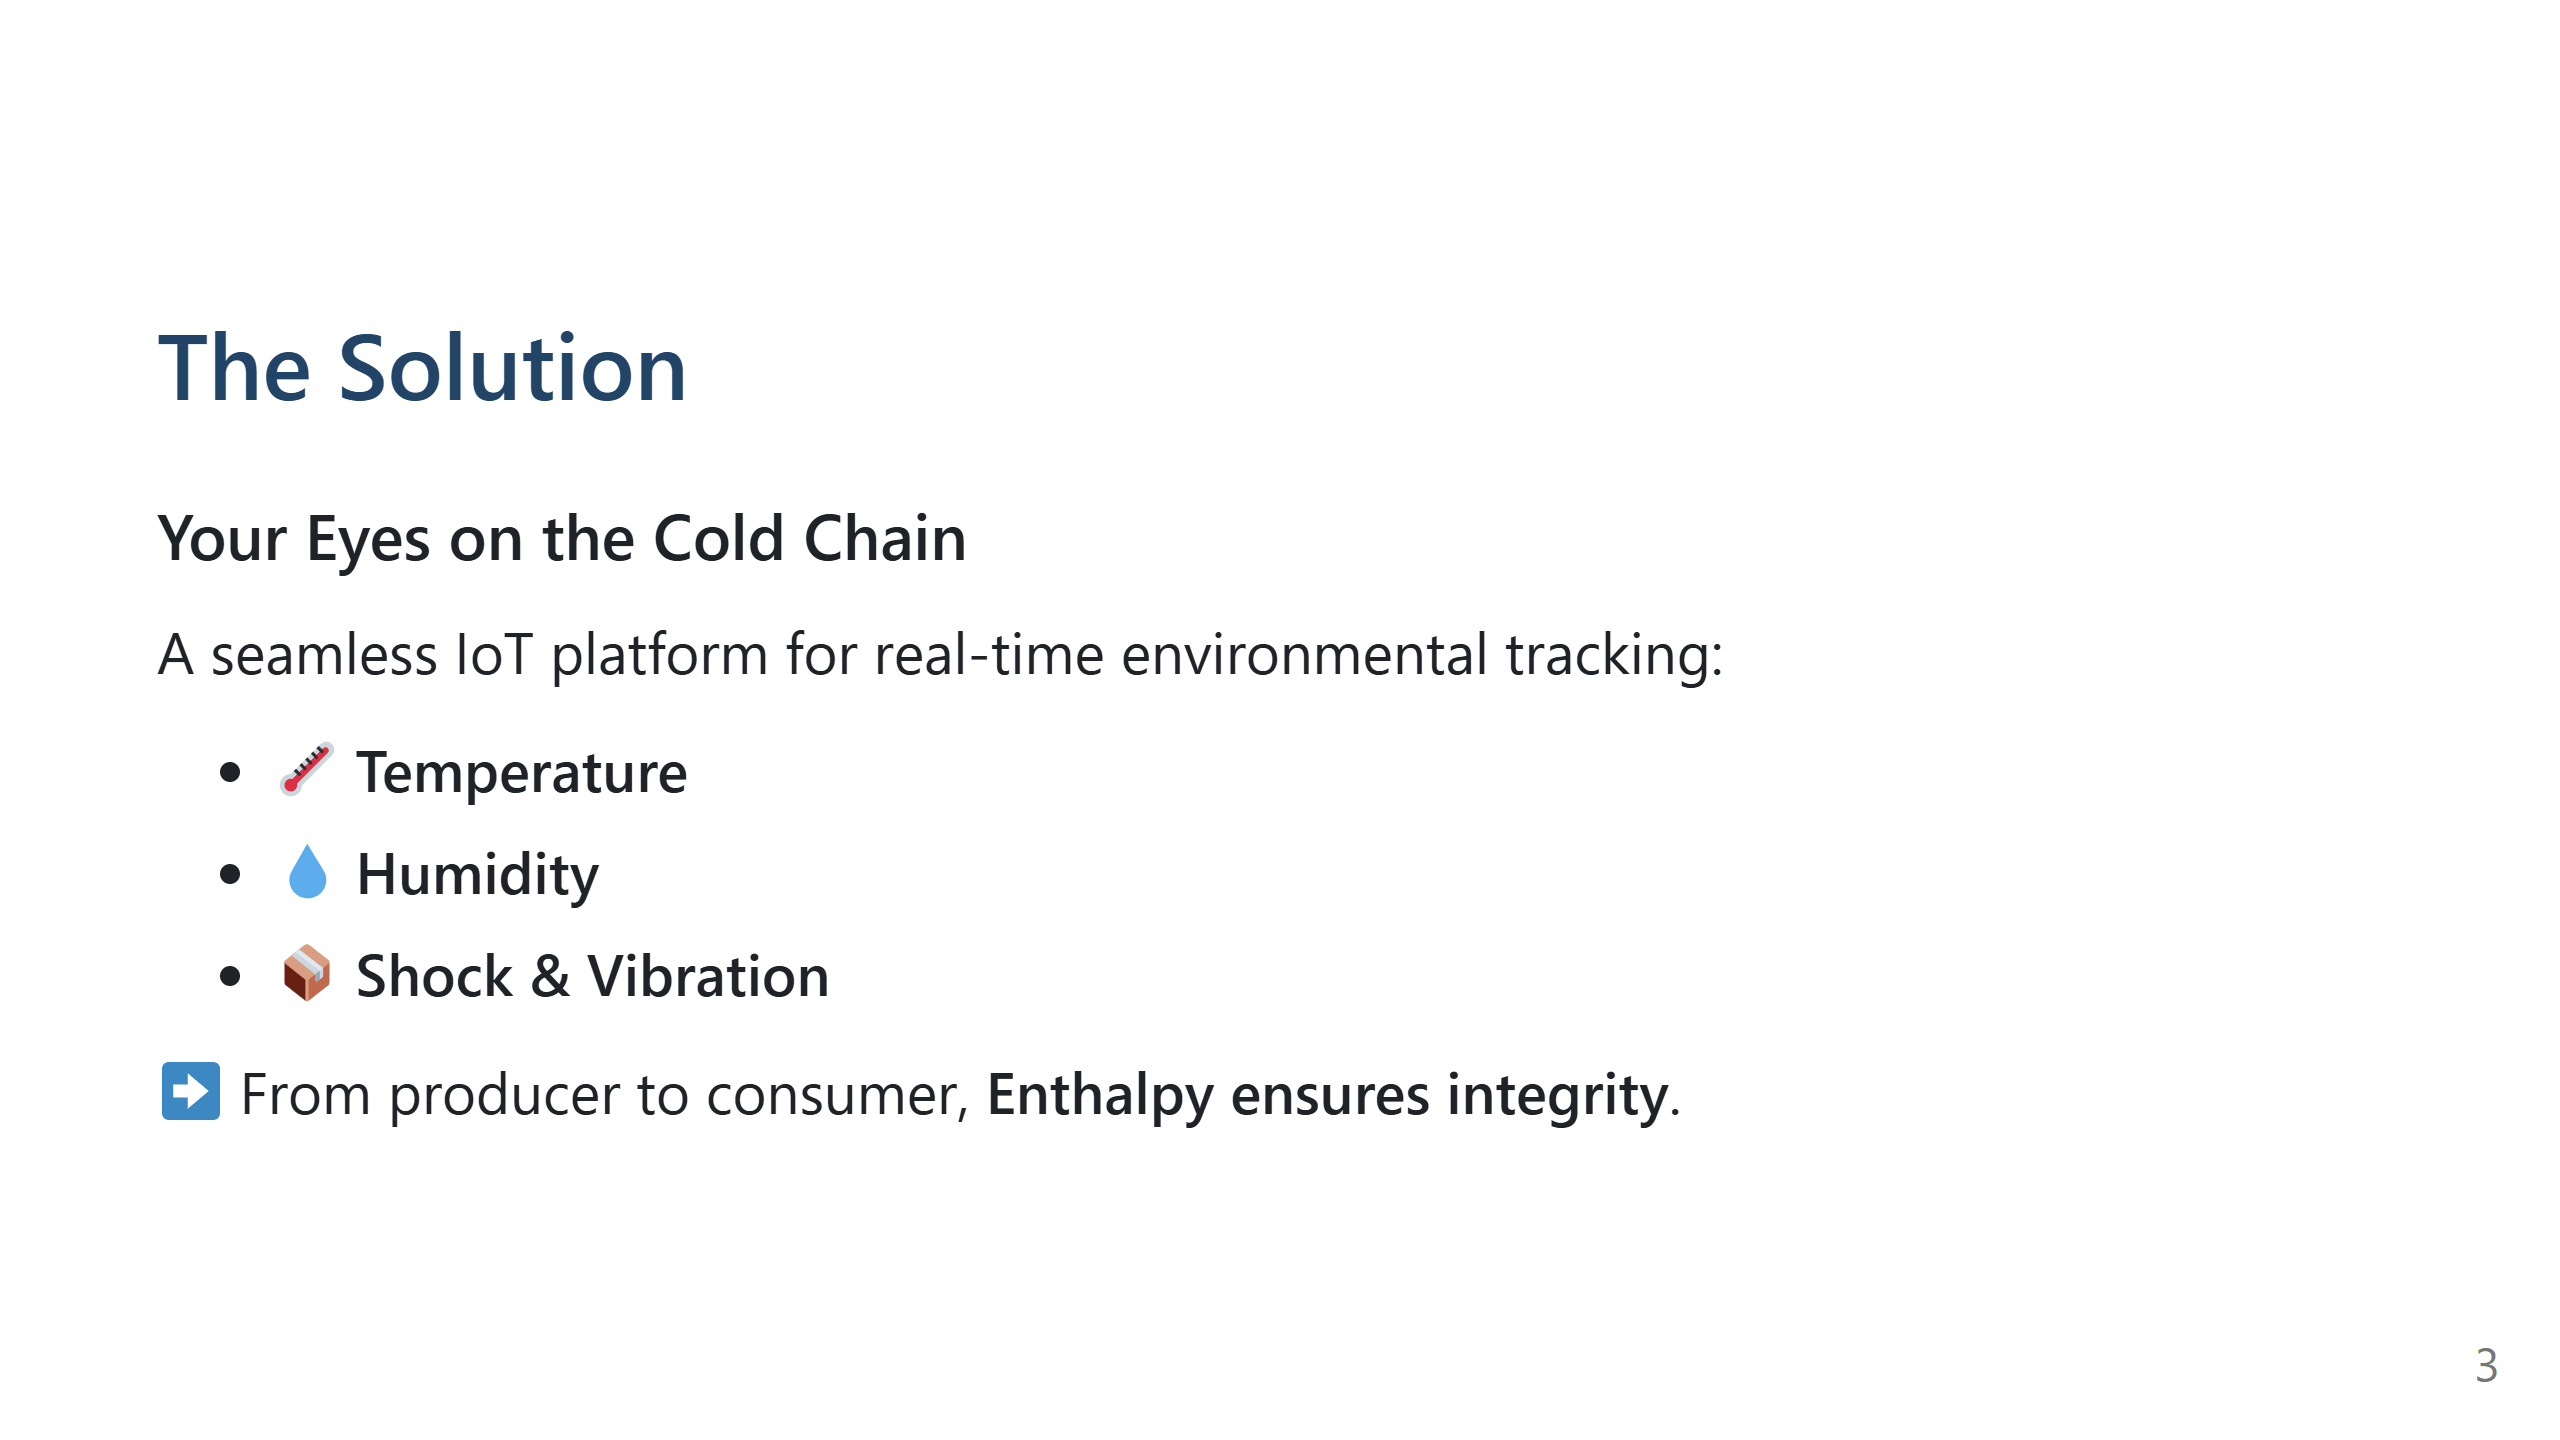 The Solution
Your Eyes on the Cold Chain
A seamless IoT platform for real-time environmental tracking:
• 🌡️ Temperature
• 💧 Humidity
• 📦 Shock & Vibration
➡️ From producer to consumer, Enthalpy ensures integrity.
3